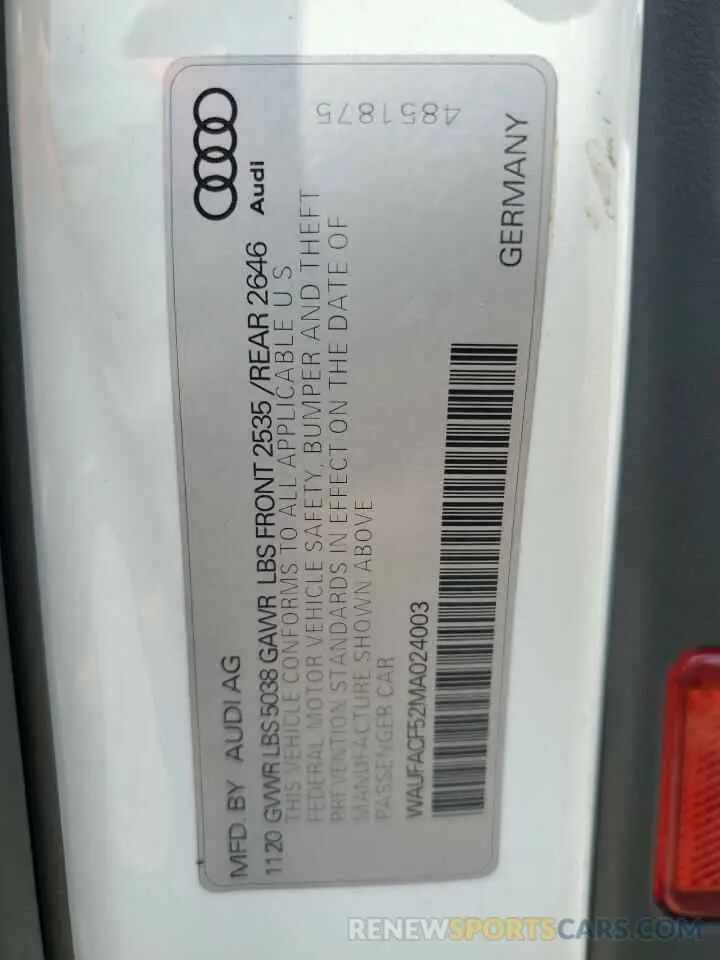 MFD. BY AUDI AG
1120 GVWR LBS 5038 GAWR LBS FRONT 2535 /REAR 2646
THIS VEHICLE CONFORMS TO ALL APPLICABLE U S
FEDERAL MOTOR VEHICLE SAFETY, BUMPER AND THEFT
PREVENTION STANDARDS IN EFFECT ON THE DATE OF
MANUFACTURE SHOWN ABOVE
PASSENGER CAR
WAUFACF52MA024003
Audi
4851875
GERMANY
RENEWSPORTSCARS.COM